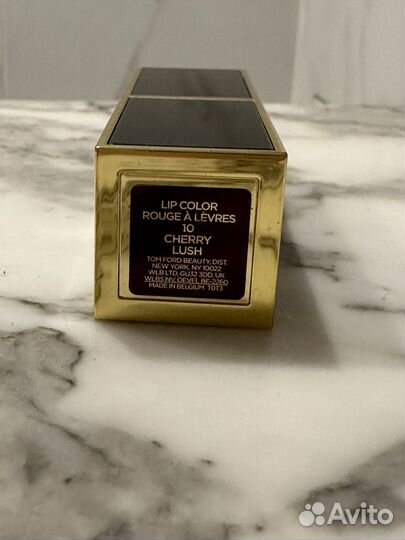 LIP COLOR
ROUGE À LÈVRES
10
CHERRY
LUSH
TOM FORD BEAUTY, DIST.
NEW YORK, NY 10022
WLB LTD, GU32 3QD, UK
WLBS NV, OEVEL BE-2260
MADE IN BELGIUM T0T3
Avito